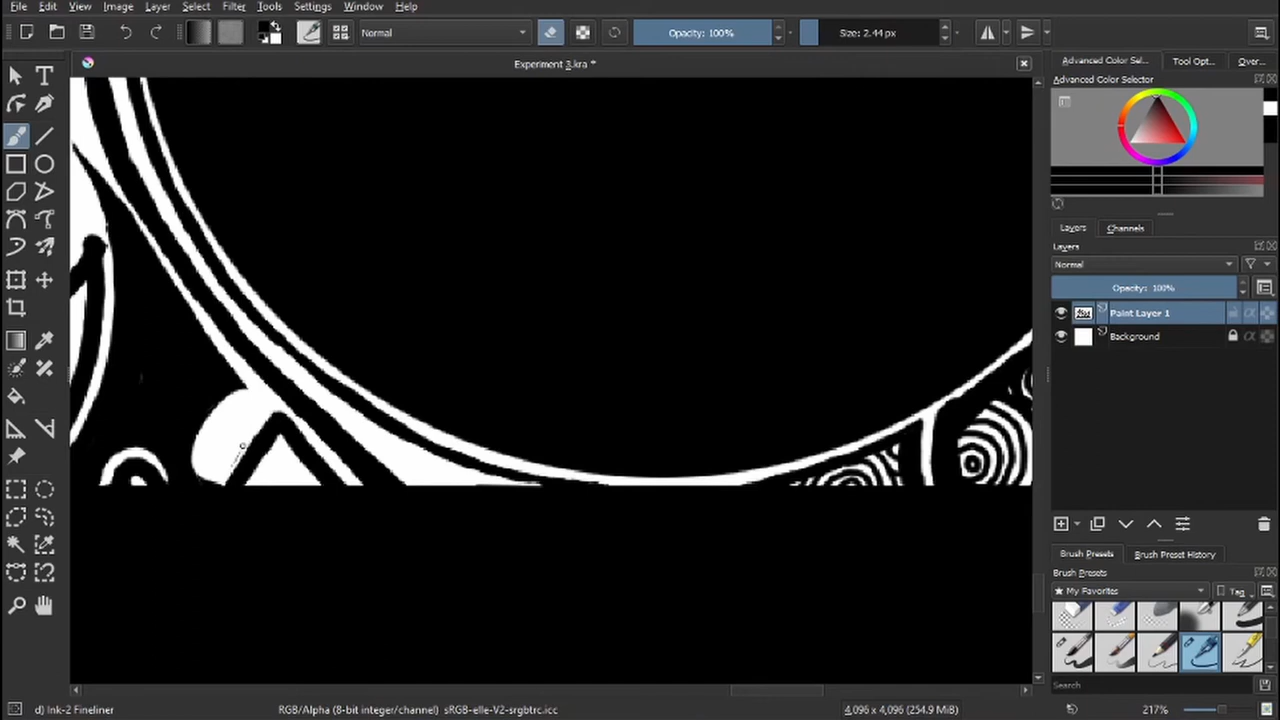 File Edit View Image Layer Select Filter Tools Settings Window Help
Normal
Opacity: 100%
Size: 2.44 px
Experiment 3.kra *
Advanced Color Sel...
Tool Opt...
Over...
Advanced Color Selector
Layers
Channels
Layers
Normal
Opacity: 100%
Paint Layer 1
Background
Brush Presets
Brush Preset History
Brush Presets
★ My Favorites
Tag
Search
d) Ink-2 Fineliner
RGB/Alpha (8-bit integer/channel) sRGB-elle-V2-srgbtrc.icc
4,096 x 4,096 (254.9 MiB)
217%